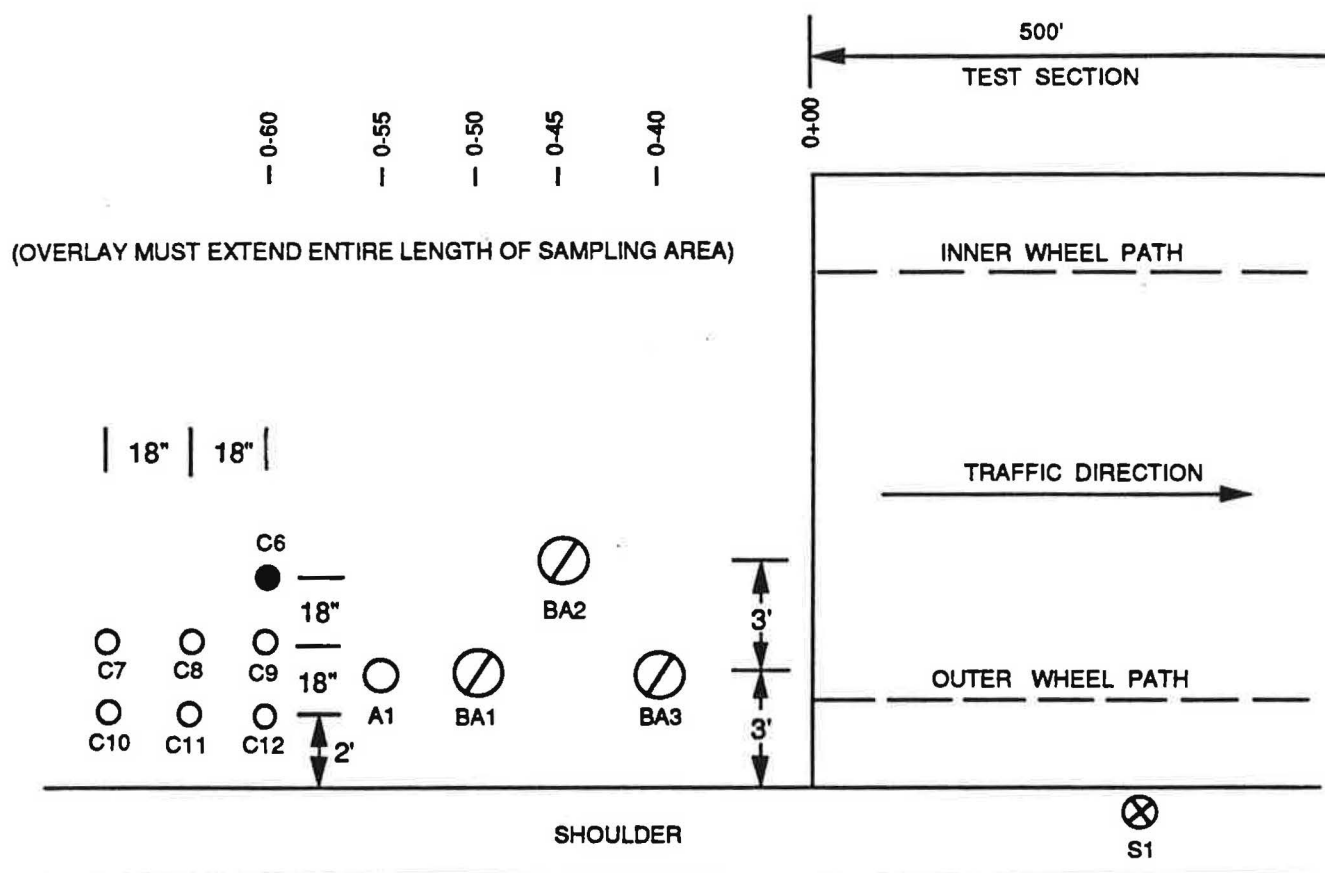 500'
TEST SECTION
0-60
0-55
0-50
0-45
0-40
0+00
(OVERLAY MUST EXTEND ENTIRE LENGTH OF SAMPLING AREA)
INNER WHEEL PATH
18" 18"
TRAFFIC DIRECTION
C6
18"
BA2
3'
C7 C8 C9
18"
A1 BA1 BA3
OUTER WHEEL PATH
C10 C11 C12
2'
3'
SHOULDER
S1